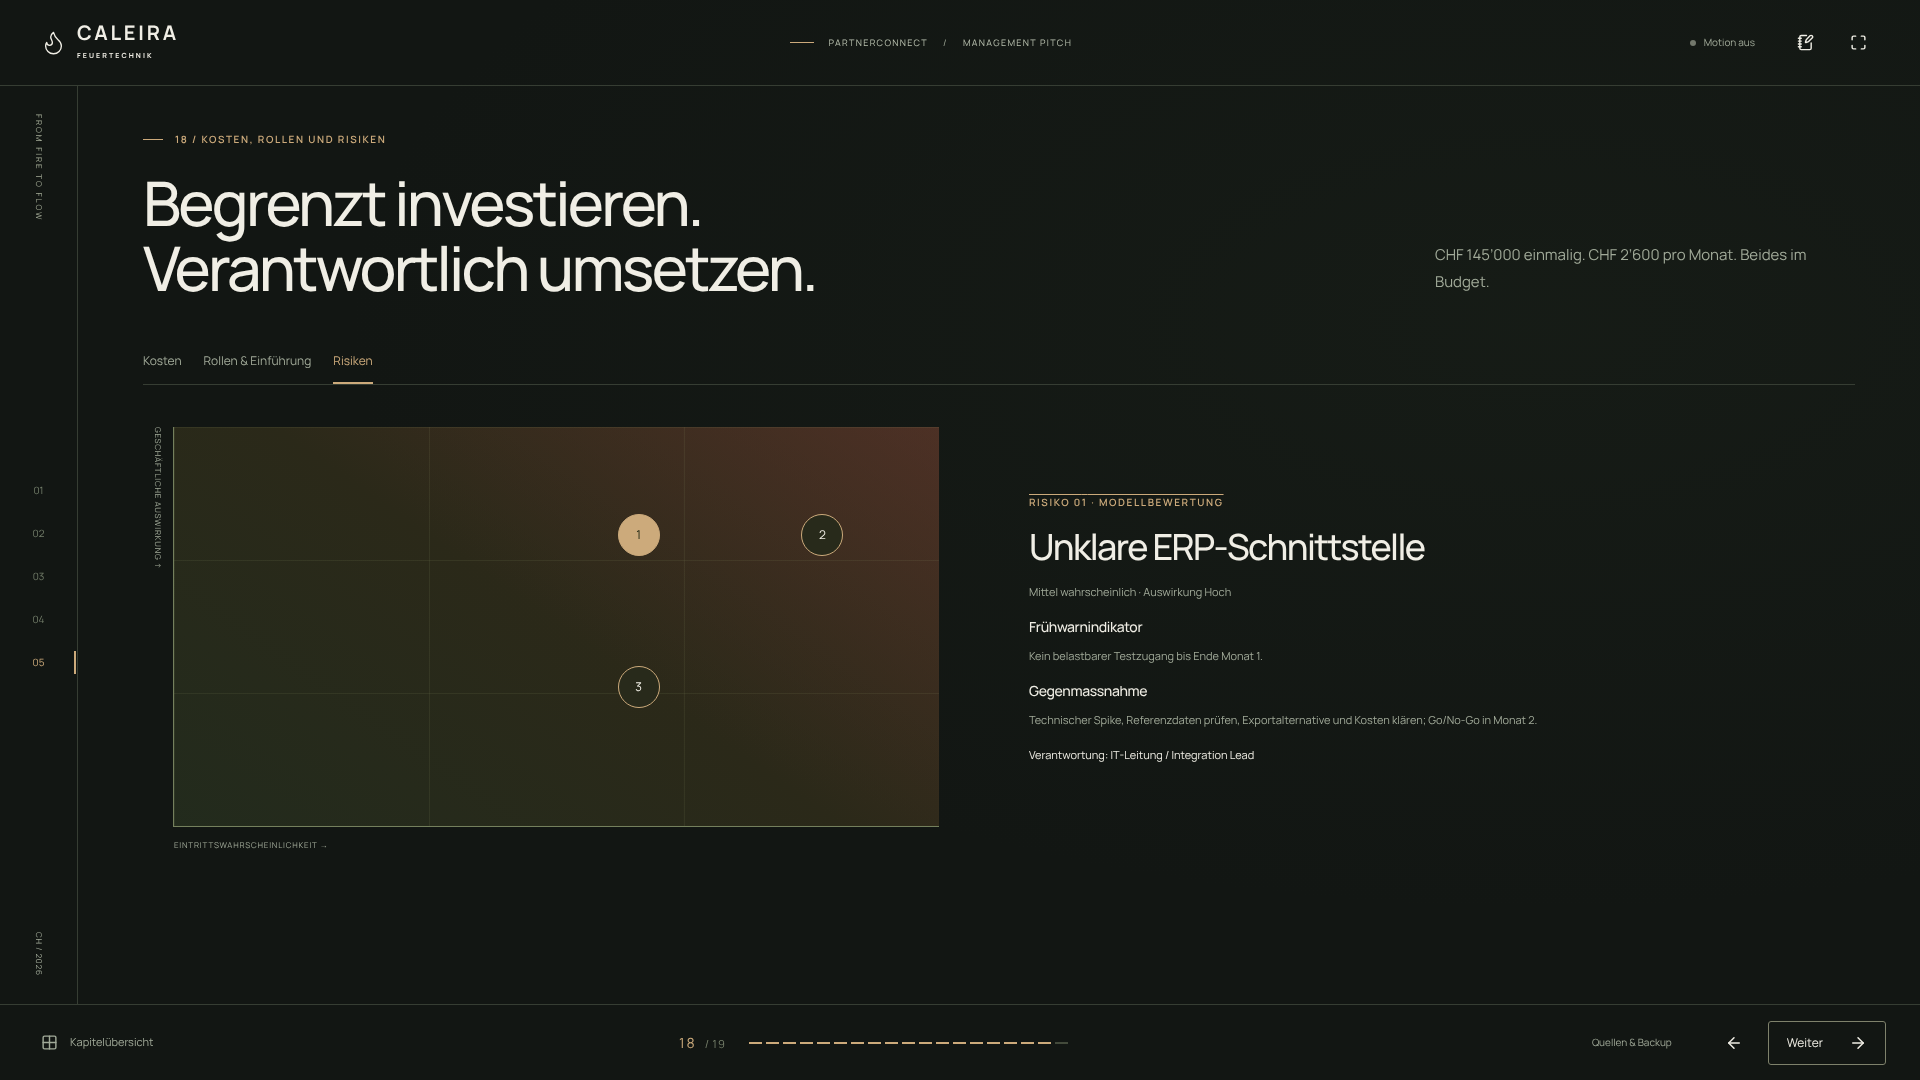 CALEIRA
FEUERTECHNIK
PARTNERCONNECT / MANAGEMENT PITCH
Motion aus
FROM FIRE TO FLOW
18 / KOSTEN, ROLLEN UND RISIKEN
Begrenzt investieren.
Verantwortlich umsetzen.
CHF 145'000 einmalig. CHF 2'600 pro Monat. Beides im
Budget.
Kosten
Rollen & Einführung
Risiken
GESCHÄFTLICHE AUSWIRKUNG ↑
1
2
3
EINTRITTSWAHRSCHEINLICHKEIT →
RISIKO 01 · MODELLBEWERTUNG
Unklare ERP-Schnittstelle
Mittel wahrscheinlich · Auswirkung Hoch
Frühwarnindikator
Kein belastbarer Testzugang bis Ende Monat 1.
Gegenmassnahme
Technischer Spike, Referenzdaten prüfen, Exportalternative und Kosten klären; Go/No-Go in Monat 2.
Verantwortung: IT-Leitung / Integration Lead
01
02
03
04
05
CH / 2026
Kapitelübersicht
18 / 19
Quellen & Backup
Weiter